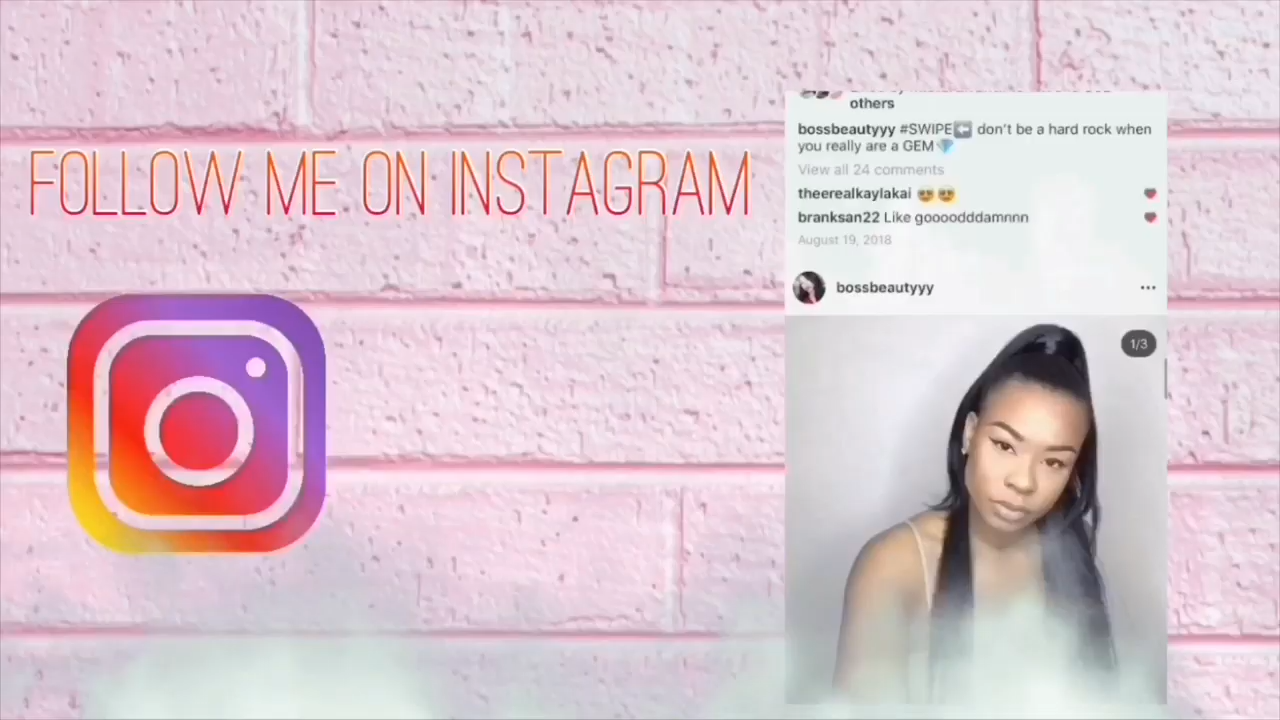 FOLLOW ME ON INSTAGRAM
others
bossbeautyyy #SWIPE⬅️ don't be a hard rock when
you really are a GEM💎
View all 24 comments
theerealkaylakai 😍 😍
branksan22 Like goooodddamnnn
August 19, 2018
bossbeautyyy
1/3